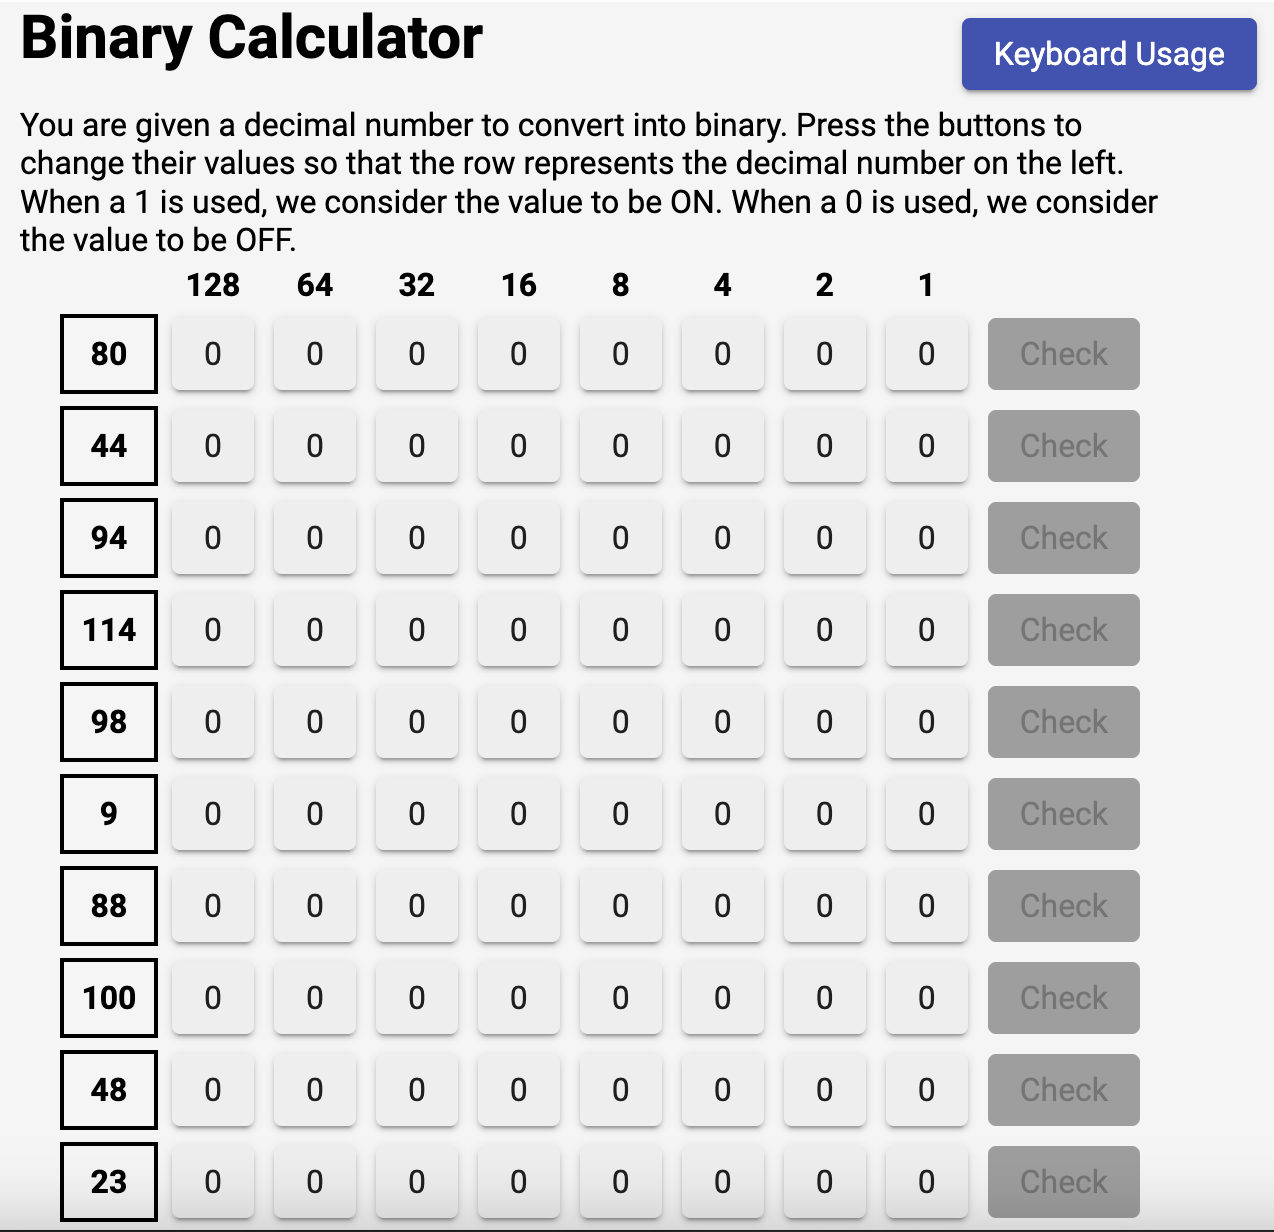 Binary Calculator
Keyboard Usage
You are given a decimal number to convert into binary. Press the buttons to
change their values so that the row represents the decimal number on the left.
When a 1 is used, we consider the value to be ON. When a 0 is used, we consider
the value to be OFF.
128 64 32 16 8 4 2 1
80 0 0 0 0 0 0 0 0 Check
44 0 0 0 0 0 0 0 0 Check
94 0 0 0 0 0 0 0 0 Check
114 0 0 0 0 0 0 0 0 Check
98 0 0 0 0 0 0 0 0 Check
9 0 0 0 0 0 0 0 0 Check
88 0 0 0 0 0 0 0 0 Check
100 0 0 0 0 0 0 0 0 Check
48 0 0 0 0 0 0 0 0 Check
23 0 0 0 0 0 0 0 0 Check